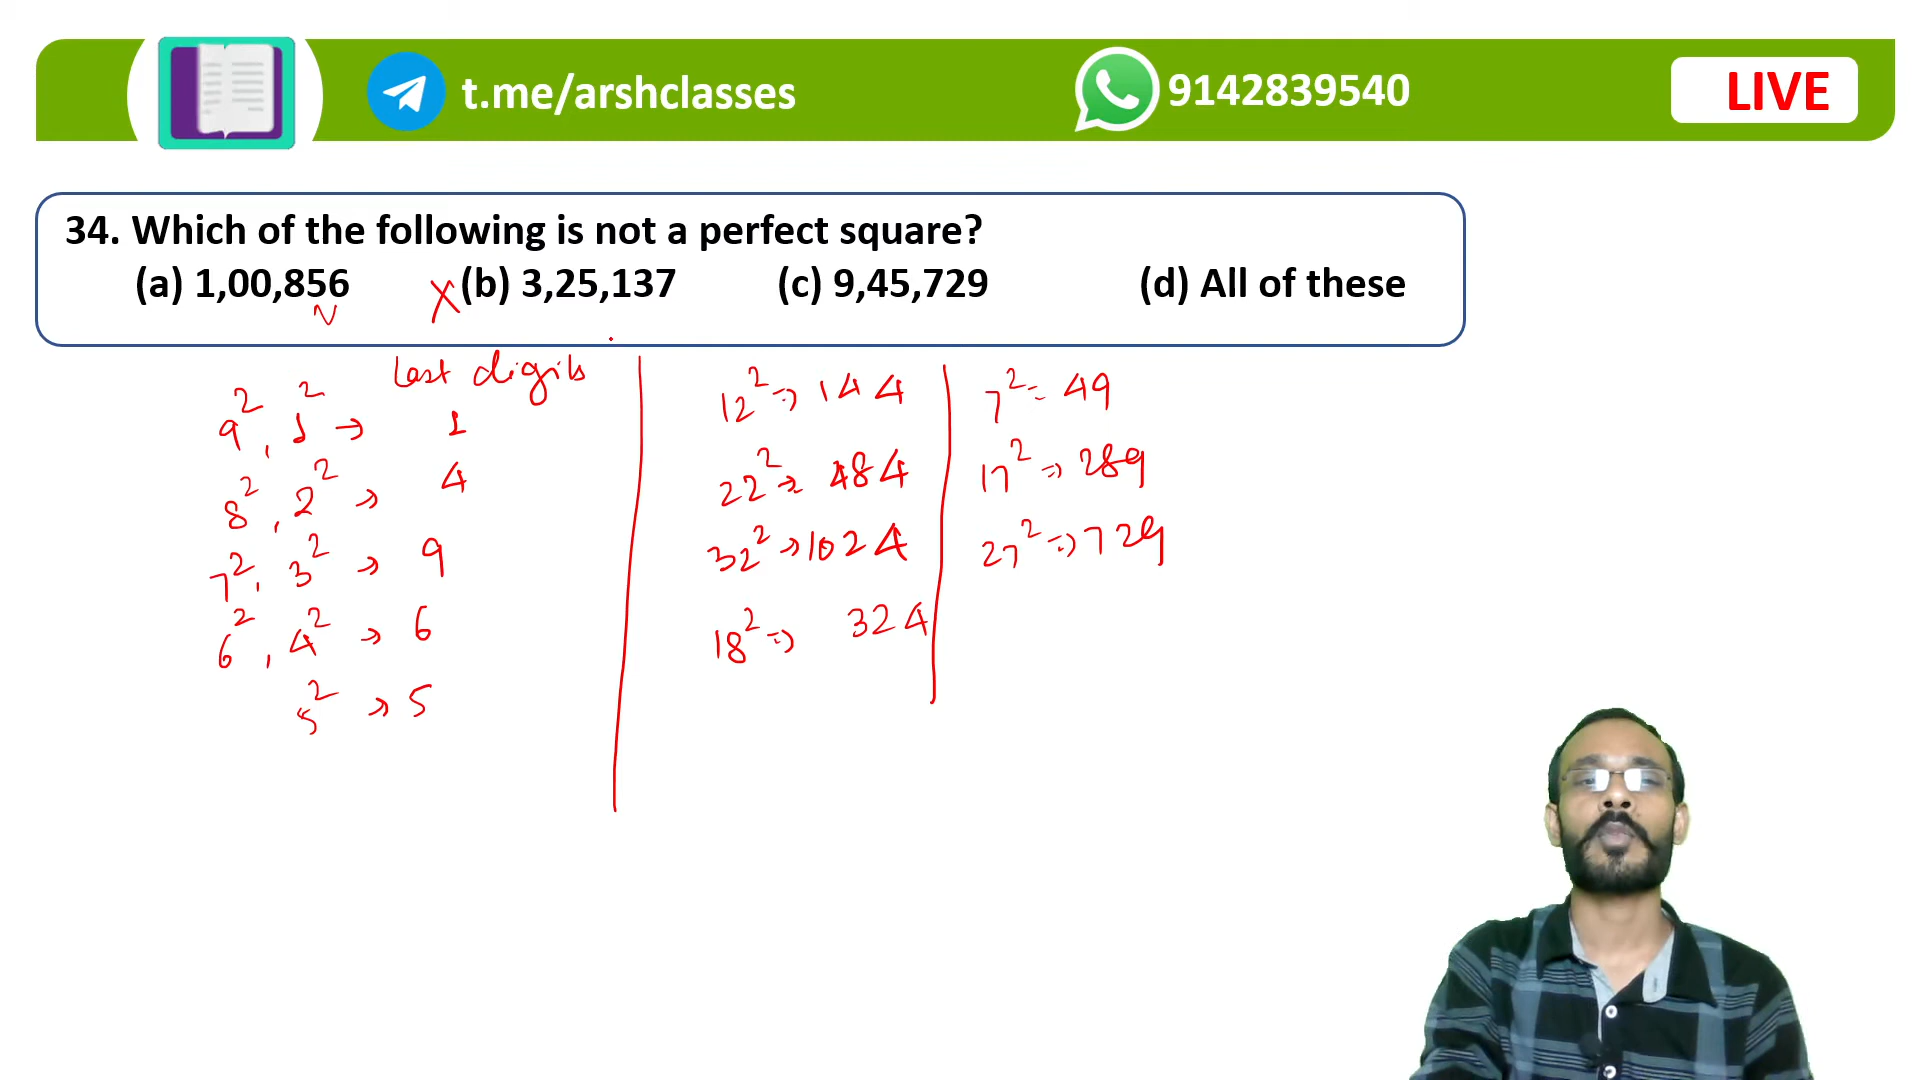 t.me/arshclasses 9142839540 LIVE
34. Which of the following is not a perfect square?
(a) 1,00,856 X (b) 3,25,137 (c) 9,45,729 (d) All of these
Last digits
9², 1² → 1
8², 2² → 4
7², 3² → 9
6², 4² → 6
5² → 5
12² => 144
22² => 484
32² => 1024
18² => 324
7² = 49
17² => 289
27² => 729